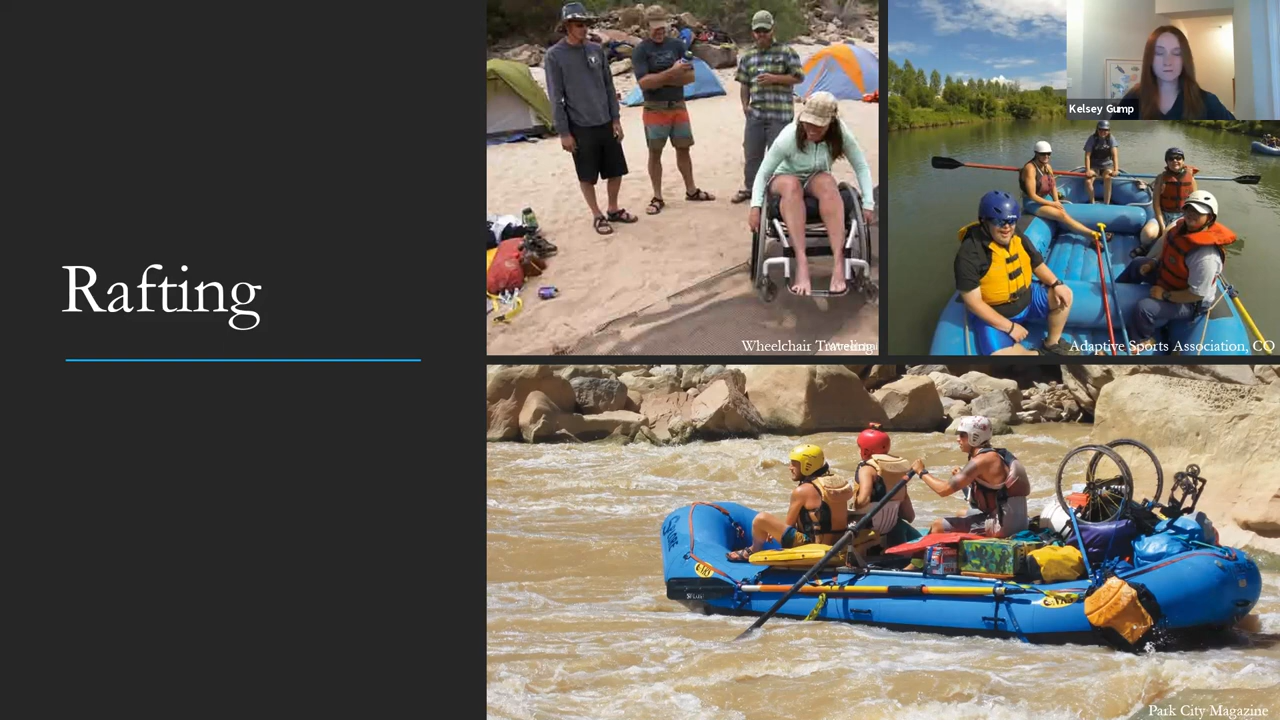 Rafting
Wheelchair Traveling
Kelsey Gump
Adaptive Sports Association, CO
Park City Magazine